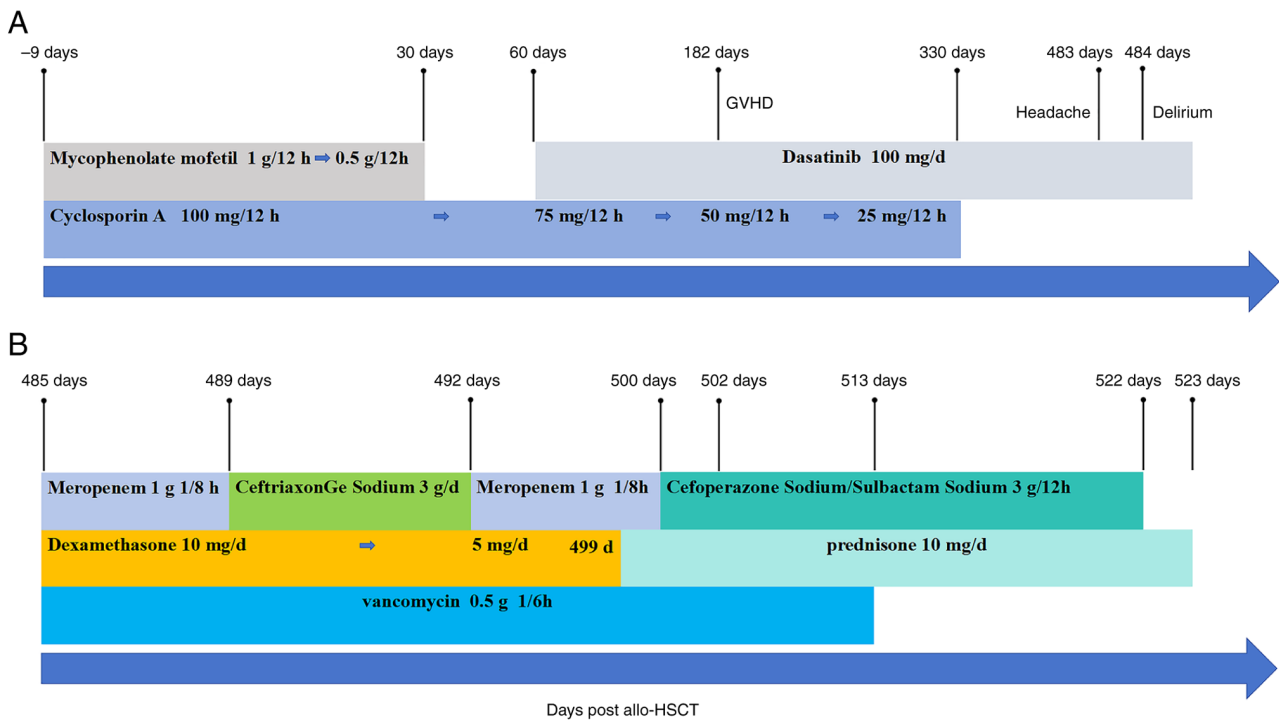 A
–9 days 30 days 60 days 182 days 330 days 483 days 484 days
GVHD
Headache Delirium
Mycophenolate mofetil 1 g/12 h 0.5 g/12h
Dasatinib 100 mg/d
Cyclosporin A 100 mg/12 h 75 mg/12 h 50 mg/12 h 25 mg/12 h
B
485 days 489 days 492 days 500 days 502 days 513 days 522 days 523 days
Meropenem 1 g 1/8 h CeftriaxonGe Sodium 3 g/d Meropenem 1 g 1/8h Cefoperazone Sodium/Sulbactam Sodium 3 g/12h
Dexamethasone 10 mg/d 5 mg/d 499 d prednisone 10 mg/d
vancomycin 0.5 g 1/6h
Days post allo-HSCT